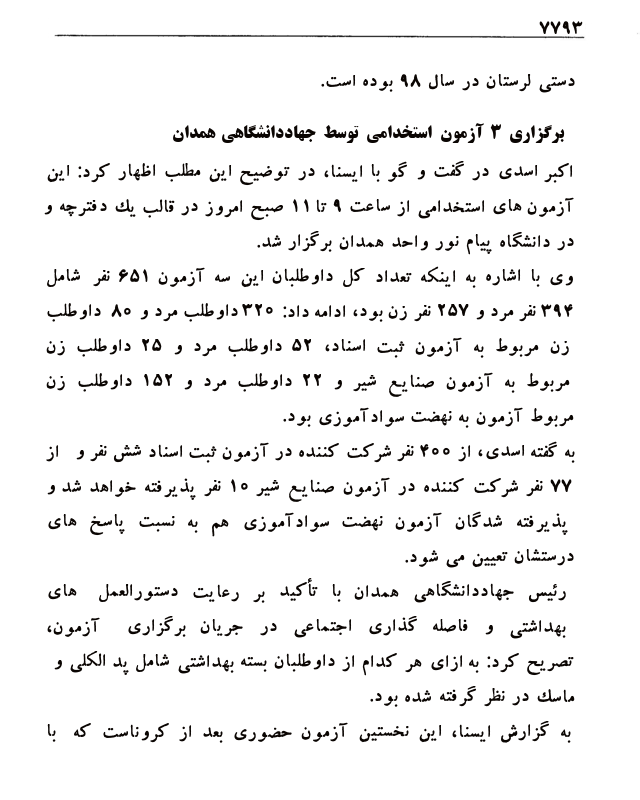 ۷۷۹۳
دستی لرستان در سال ۹۸ بوده است.
برگزاری ۳ آزمون استخدامی توسط جهاددانشگاهی همدان
اکبر اسدی در گفت و گو با ایسنا، در توضیح این مطلب اظهار کرد: این
آزمون های استخدامی از ساعت ۹ تا ۱۱ صبح امروز در قالب یك دفترچه و
در دانشگاه پیام نور واحد همدان برگزار شد.
وی با اشاره به اینکه تعداد کل داوطلبان این سه آزمون ۶۵۱ نفر شامل
۳۹۴ نفر مرد و ۲۵۷ نفر زن بود، ادامه داد: ۳۲۰ داوطلب مرد و ۸۰ داوطلب
زن مربوط به آزمون ثبت اسناد، ۵۲ داوطلب مرد و ۲۵ داوطلب زن
مربوط به آزمون صنایع شیر و ۲۲ داوطلب مرد و ۱۵۲ داوطلب زن
مربوط آزمون به نهضت سوادآموزی بود.
به گفته اسدی، از ۴۰۰ نفر شرکت کننده در آزمون ثبت اسناد شش نفر و از
۷۷ نفر شرکت کننده در آزمون صنایع شیر ۱۰ نفر پذیرفته خواهد شد و
پذیرفته شدگان آزمون نهضت سوادآموزی هم به نسبت پاسخ های
درستشان تعیین می شود.
رئیس جهاددانشگاهی همدان با تأکید بر رعایت دستورالعمل های
بهداشتی و فاصله گذاری اجتماعی در جریان برگزاری آزمون،
تصریح کرد: به ازای هر کدام از داوطلبان بسته بهداشتی شامل پد الکلی و
ماسك در نظر گرفته شده بود.
به گزارش ایسنا، این نخستین آزمون حضوری بعد از کروناست که با